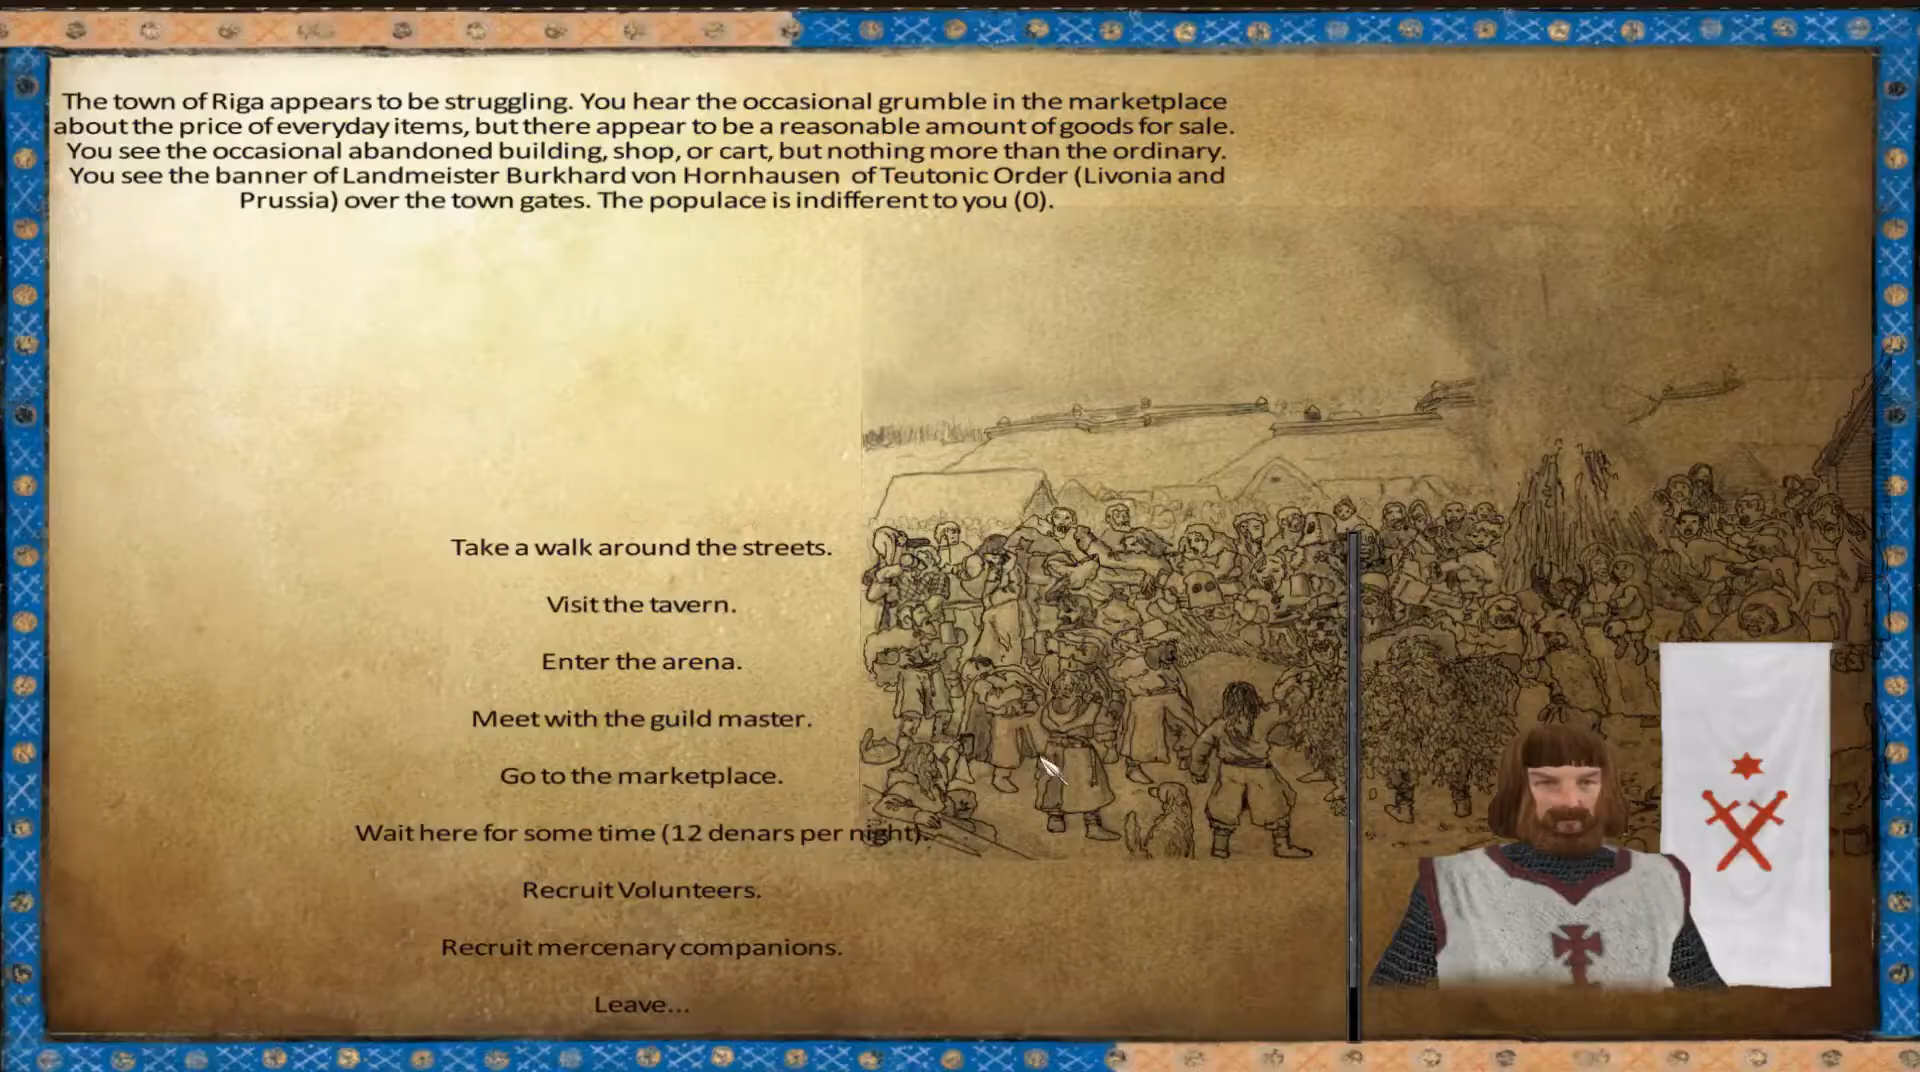 The town of Riga appears to be struggling. You hear the occasional grumble in the marketplace
about the price of everyday items, but there appear to be a reasonable amount of goods for sale.
You see the occasional abandoned building, shop, or cart, but nothing more than the ordinary.
You see the banner of Landmeister Burkhard von Hornhausen of Teutonic Order (Livonia and
Prussia) over the town gates. The populace is indifferent to you (0).
Take a walk around the streets.
Visit the tavern.
Enter the arena.
Meet with the guild master.
Go to the marketplace.
Wait here for some time (12 denars per night).
Recruit Volunteers.
Recruit mercenary companions.
Leave...